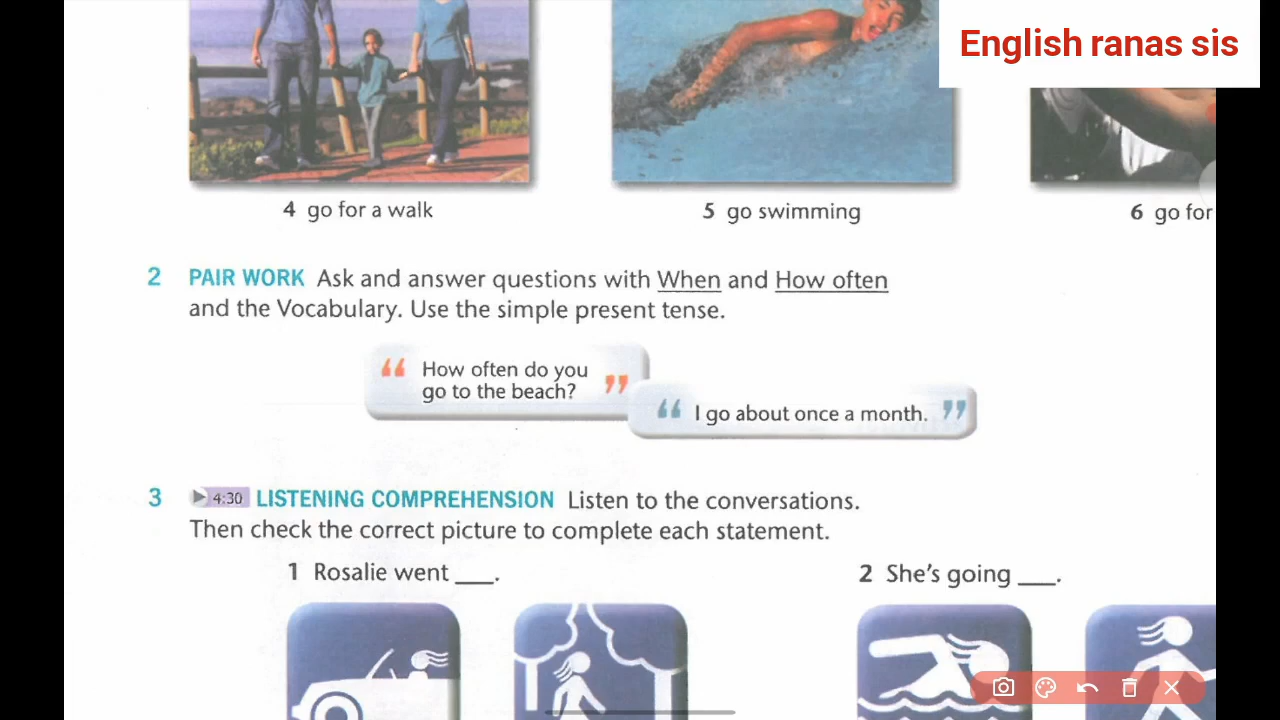 English ranas sis
4 go for a walk
5 go swimming
6 go for
2 PAIR WORK Ask and answer questions with When and How often
and the Vocabulary. Use the simple present tense.
“ How often do you
go to the beach? ”
“ I go about once a month. ”
3 4:30 LISTENING COMPREHENSION Listen to the conversations.
Then check the correct picture to complete each statement.
1 Rosalie went ___.
2 She's going ___.